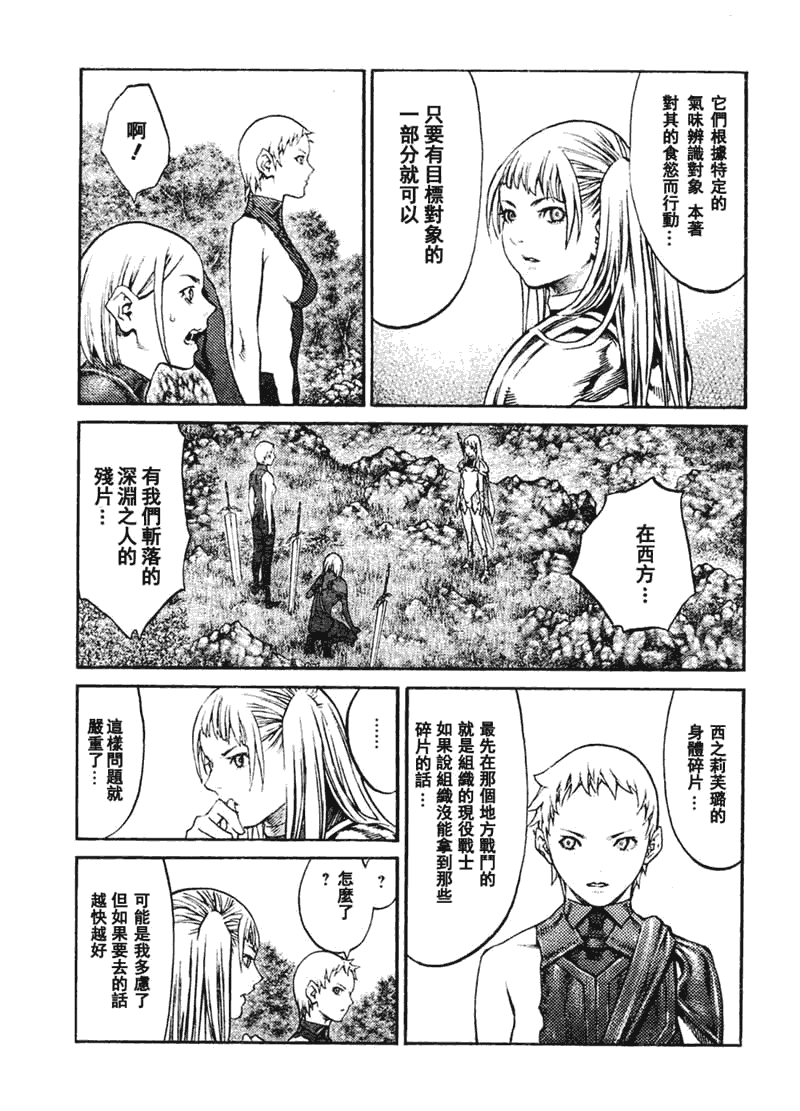 它們根據特定的
氣味辨識對象 本著
對其的食慾而行動…
只要有目標對象的
一部分就可以
啊！
在西方…
有我們斬落的
深淵之人的
殘片…
西之莉芙璐的
身體碎片…
最先在那個地方戰鬥的
就是組織的現役戰士
如果說組織沒能拿到那些
碎片的話…
……
這樣問題就
嚴重了…
？
怎麼了
？
可能是我多慮了
但如果要去的話
越快越好